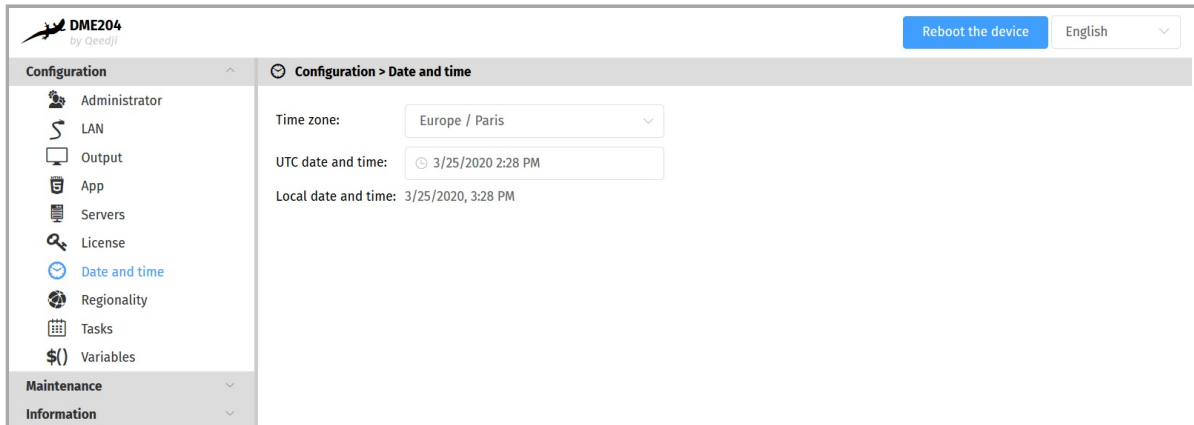 DME204
by Qeedji
Reboot the device
English
Configuration
Administrator
LAN
Output
App
Servers
License
Date and time
Regionality
Tasks
$() Variables
Maintenance
Information
Configuration > Date and time
Time zone: Europe / Paris
UTC date and time: 3/25/2020 2:28 PM
Local date and time: 3/25/2020, 3:28 PM